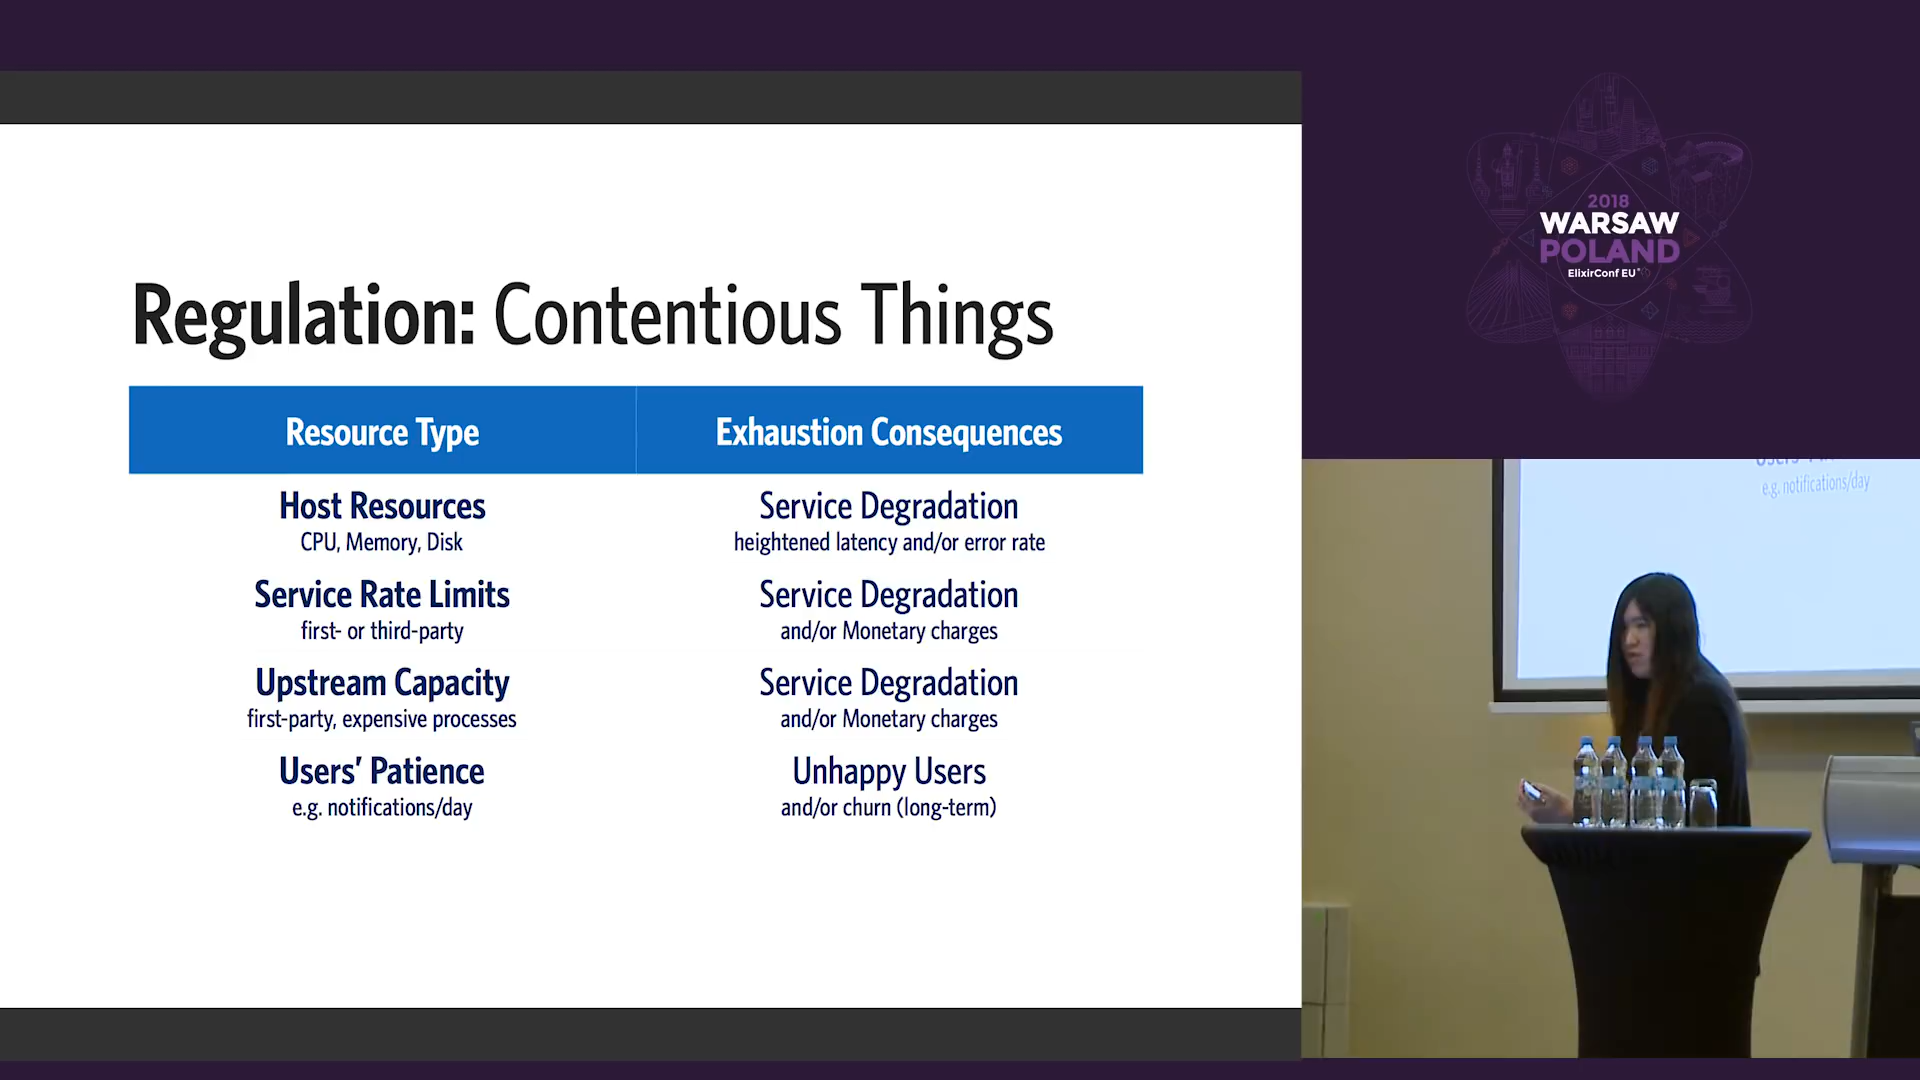 Regulation: Contentious Things
Resource Type
Exhaustion Consequences
Host Resources
CPU, Memory, Disk
Service Degradation
heightened latency and/or error rate
Service Rate Limits
first- or third-party
Service Degradation
and/or Monetary charges
Upstream Capacity
first-party, expensive processes
Service Degradation
and/or Monetary charges
Users’ Patience
e.g. notifications/day
Unhappy Users
and/or churn (long-term)
2018
WARSAW
POLAND
ElixirConf EU
e.g. notifications/day